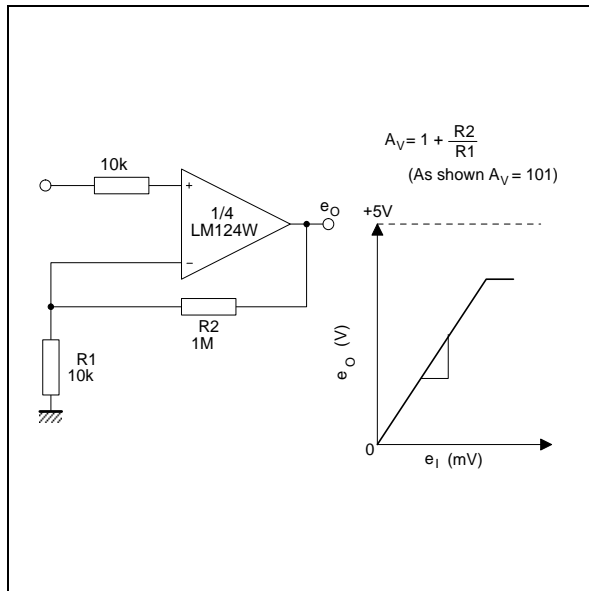 A_V = 1 + R2/R1
(As shown A_V = 101)
10k
+
1/4
LM124W
−
e_O
R2
1M
R1
10k
+5V
e_O (V)
0
e_I (mV)